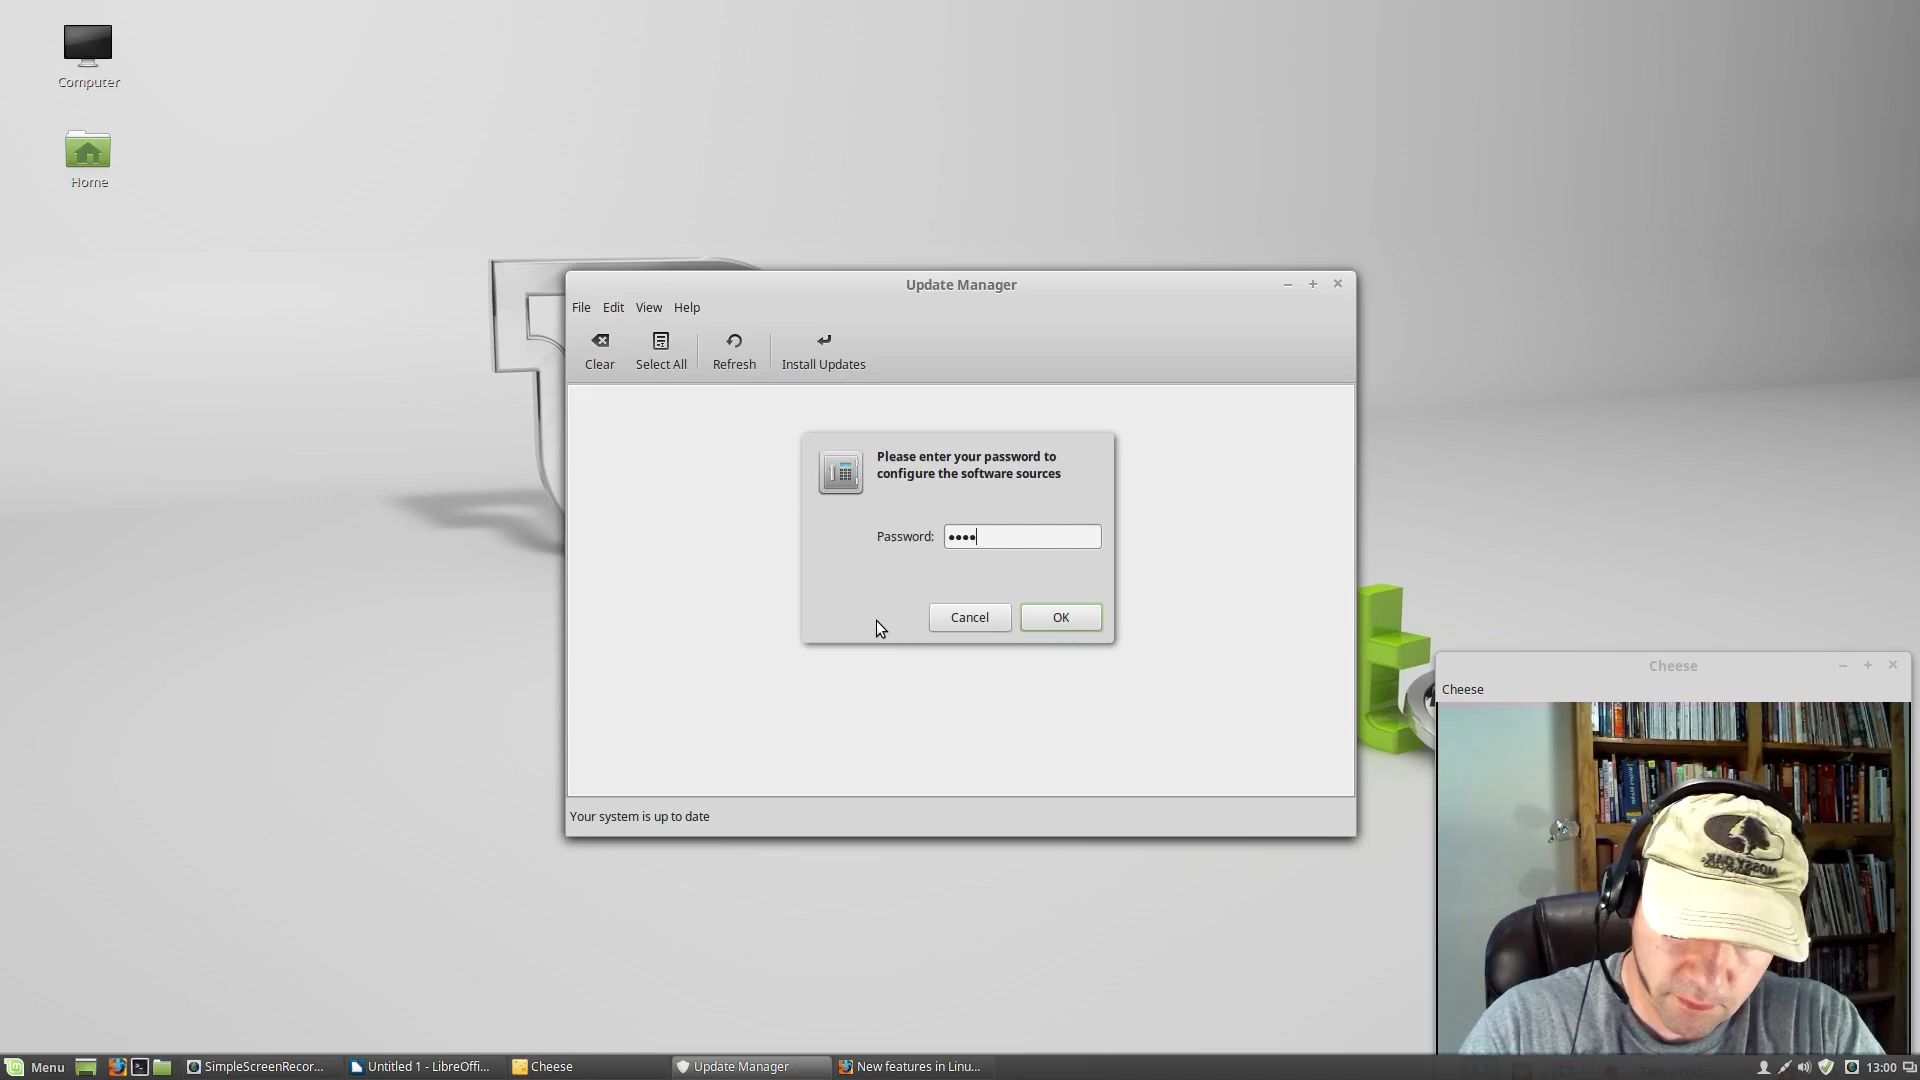 Computer
Home
Update Manager
File Edit View Help
Clear Select All Refresh Install Updates
Please enter your password to
configure the software sources
Password: ••••
Cancel OK
Your system is up to date
Cheese
Cheese
Menu SimpleScreenRecor... Untitled 1 - LibreOffi... Cheese Update Manager New features in Linu... 13:00